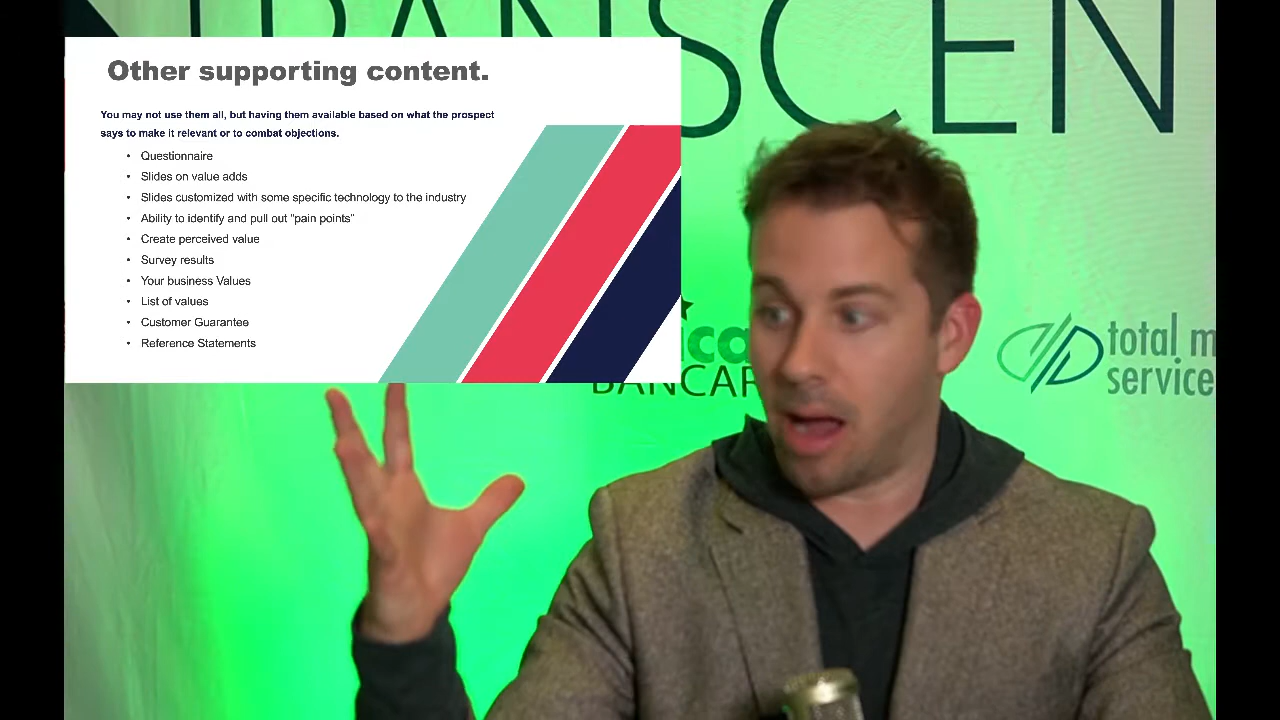 TRANSCEN
Other supporting content.
You may not use them all, but having them available based on what the prospect
says to make it relevant or to combat objections.
• Questionnaire
• Slides on value adds
• Slides customized with some specific technology to the industry
• Ability to identify and pull out "pain points"
• Create perceived value
• Survey results
• Your business Values
• List of values
• Customer Guarantee
• Reference Statements
ica
BANCAR
total m
service